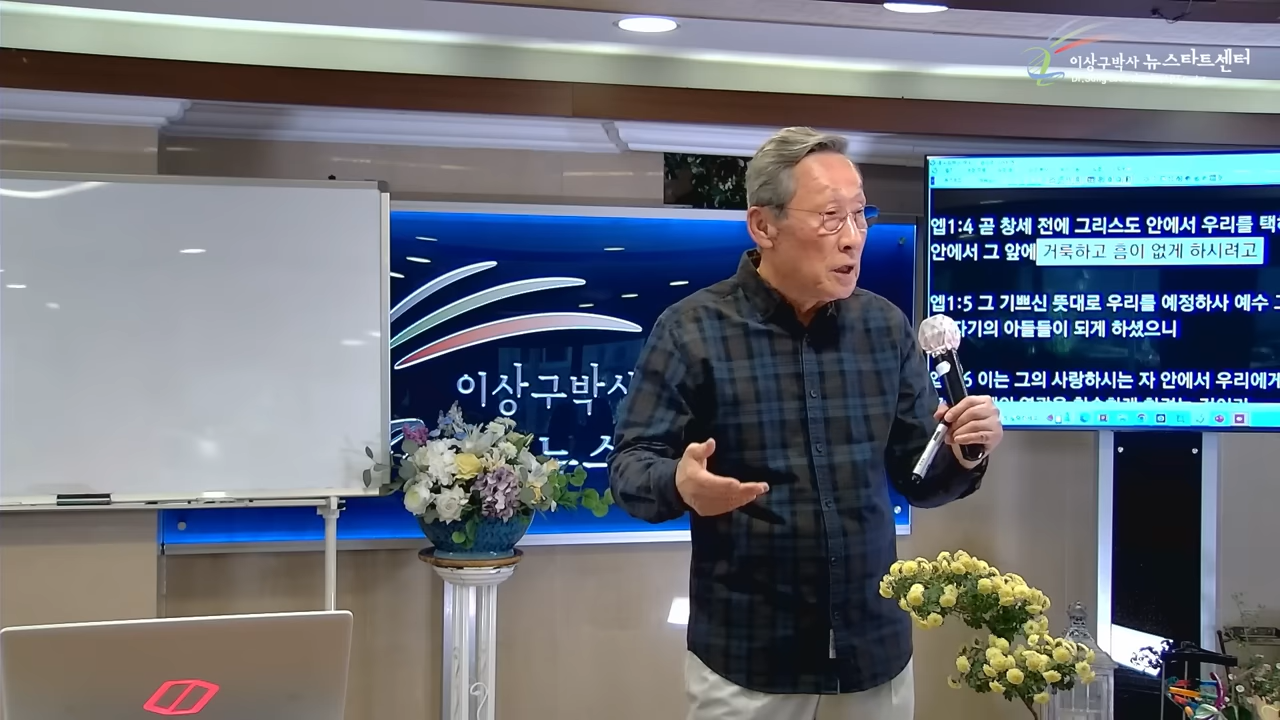 이상구박사 뉴스타트센터
이상구박사
뉴스
엡1:4 곧 창세 전에 그리스도 안에서 우리를 택하
안에서 그 앞에 거룩하고 흠이 없게 하시려고
엡1:5 그 기쁘신 뜻대로 우리를 예정하사 예수 그
자기의 아들들이 되게 하셨으니
6 이는 그의 사랑하시는 자 안에서 우리에게